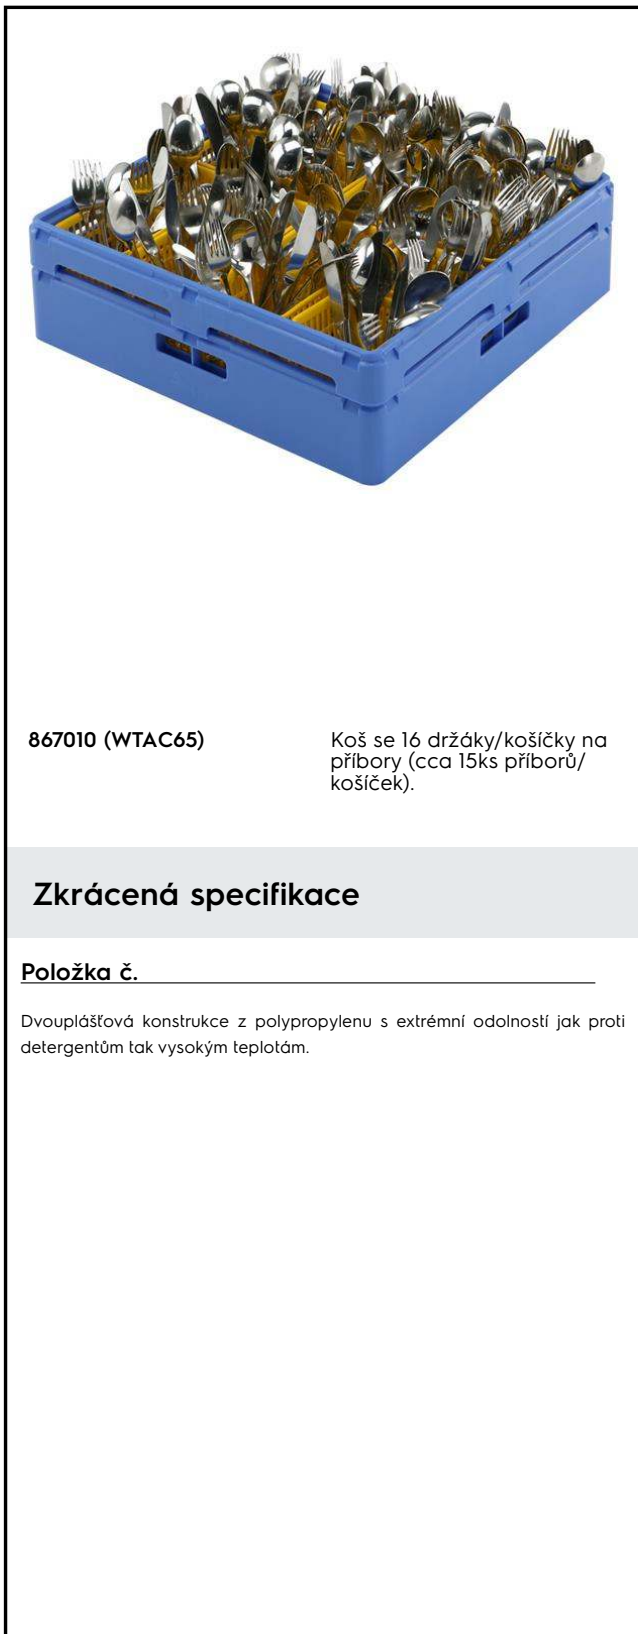 867010 (WTAC65)
Koš se 16 držáky/košíčky na
příbory (cca 15ks příborů/
košíček).
Zkrácená specifikace
Položka č.
Dvouplášťová konstrukce z polypropylenu s extrémní odolností jak proti
detergentům tak vysokým teplotám.